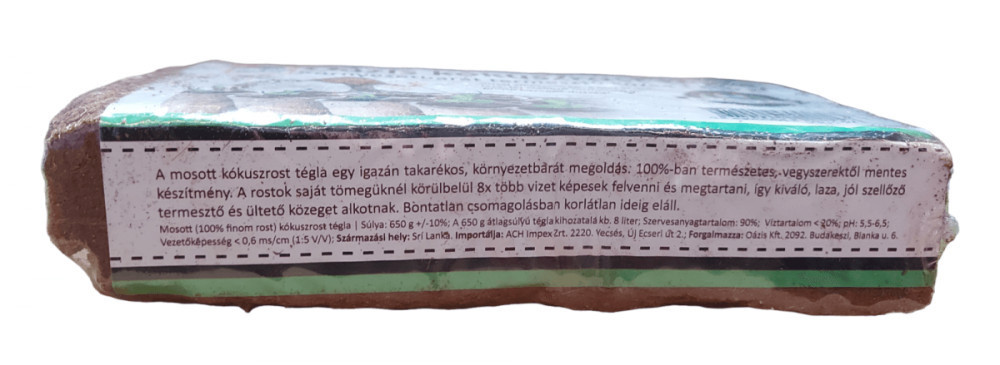 A mosott kókuszrost tégla egy igazán takarékos, környezetbarát megoldás. 100%-ban természetes, vegyszerektől mentes
készítmény. A rostok saját tömegüknél körülbelül 8x több vizet képesek felvenni és megtartani, így kiváló, laza, jól szellőző
termesztő és ültető közeget alkotnak. Bontatlan csomagolásban korlátlan ideig eláll.
Mosott (100% finom rost) kókuszrost tégla | Súlya: 650 g +/-10%; A 650 g átlagsúlyú tégla kihozatala kb. 8 liter; Szervesanyagtartalom: 90%; Víztartalom < 20%; pH: 5,5-6,5;
Vezetőképesség < 0,6 ms/cm (1:5 V/V); Származási hely: Srí Lanka. Importálja: ACH Impex Zrt. 2220. Vecsés, Új Ecseri út 2.; Forgalmazza: Oázis Kft. 2092. Budakeszi, Bianka u. 6.